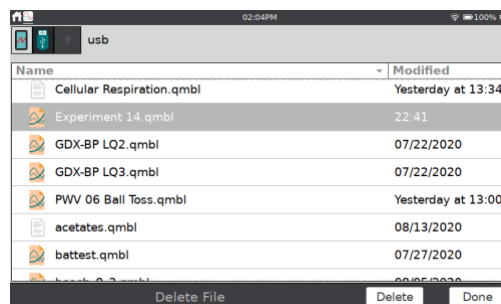 02:04PM 100%
usb
Name Modified
Cellular Respiration.qmbl Yesterday at 13:34
Experiment 14.qmbl 22:41
GDX-BP LQ2.qmbl 07/22/2020
GDX-BP LQ3.qmbl 07/22/2020
PWV 06 Ball Toss.qmbl Yesterday at 13:00
acetates.qmbl 08/13/2020
battest.qmbl 07/27/2020
Delete File Delete Done